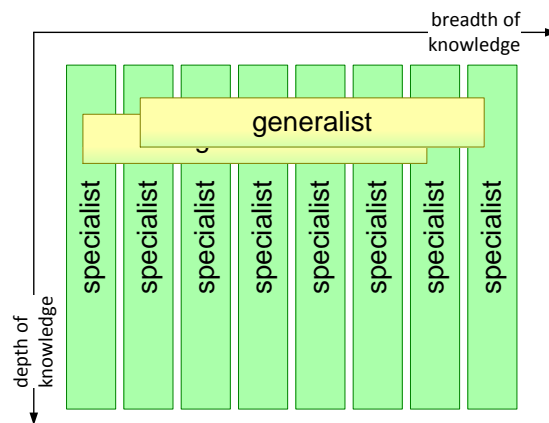 breadth of
knowledge
generalist
specialist
specialist
specialist
specialist
specialist
specialist
specialist
specialist
depth of
knowledge